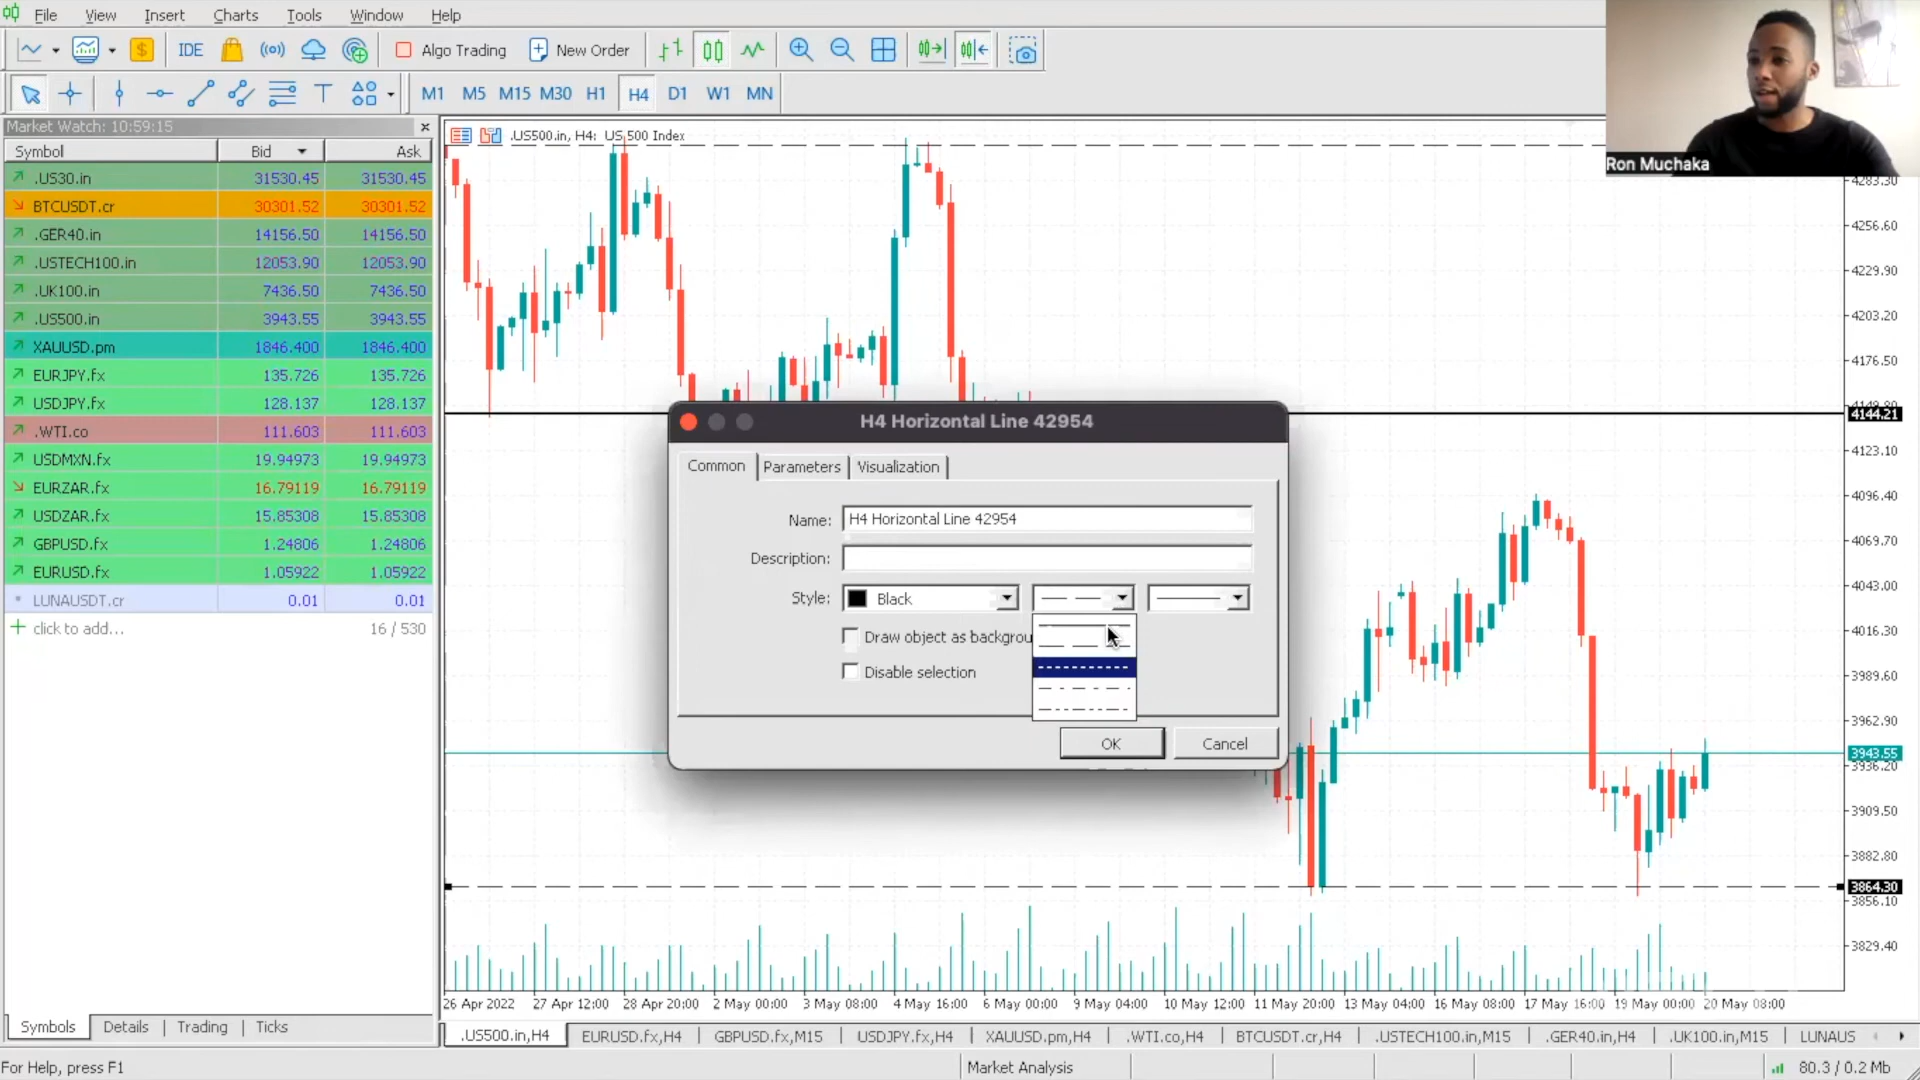 File View Insert Charts Tools Window Help
IDE Algo Trading New Order
M1 M5 M15 M30 H1 H4 D1 W1 MN
Ron Muchaka
Market Watch: 10:59:15
Symbol Bid Ask
.US30.in 31530.45 31530.45
BTCUSDT.cr 30301.52 30301.52
.GER40.in 14156.50 14156.50
.USTECH100.in 12053.90 12053.90
.UK100.in 7436.50 7436.50
.US500.in 3943.55 3943.55
XAUUSD.pm 1846.400 1846.400
EURJPY.fx 135.726 135.726
USDJPY.fx 128.137 128.137
.WTI.co 111.603 111.603
USDMXN.fx 19.94973 19.94973
EURZAR.fx 16.79119 16.79119
USDZAR.fx 15.85308 15.85308
GBPUSD.fx 1.24806 1.24806
EURUSD.fx 1.05922 1.05922
LUNAUSDT.cr 0.01 0.01
click to add... 16 / 530
Symbols Details Trading Ticks
.US500.in, H4: US 500 Index
4283.30
4256.60
4229.90
4203.20
4176.50
4149.80
4144.21
4123.10
4096.40
4069.70
4043.00
4016.30
3989.60
3962.90
3943.55
3936.20
3909.50
3882.80
3864.30
3856.10
3829.40
H4 Horizontal Line 42954
Common Parameters Visualization
Name: H4 Horizontal Line 42954
Description:
Style: Black
Draw object as backgrou
Disable selection
OK Cancel
26 Apr 2022 27 Apr 12:00 28 Apr 20:00 2 May 00:00 3 May 08:00 4 May 16:00 6 May 00:00 9 May 04:00 10 May 12:00 11 May 20:00 13 May 04:00 16 May 08:00 17 May 16:00 19 May 00:00 20 May 08:00
.US500.in,H4 EURUSD.fx,H4 GBPUSD.fx,M15 USDJPY.fx,H4 XAUUSD.pm,H4 .WTI.co,H4 BTCUSDT.cr,H4 .USTECH100.in,M15 .GER40.in,H4 .UK100.in,M15 LUNAUS
For Help, press F1 Market Analysis 80.3 / 0.2 Mb